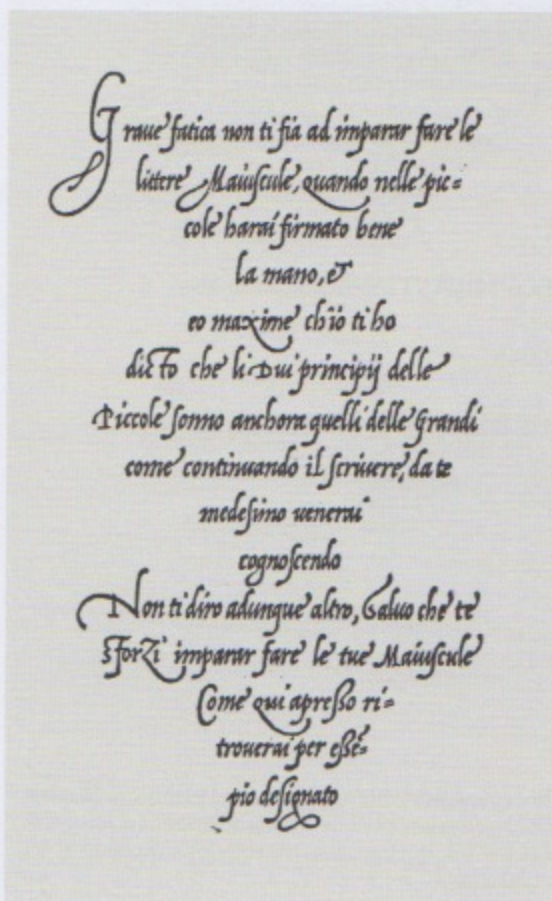 Graue fatica non ti fia ad imparar fare le
littere Maiuscule, quando nelle pic=
cole harai firmato bene
la mano, et
eo maxime ch'io ti ho
dicto che li Dui principij delle
Piccole sonno anchora quelli delle Grandi
come continuando il scriuere, da te
medesimo uenerai
cognoscendo
Non ti diro adunque altro, Saluo che te
sforzi imparar fare le tue Maiuscule
Come qui apresso ri=
trouerai per essẽ=
pio designato